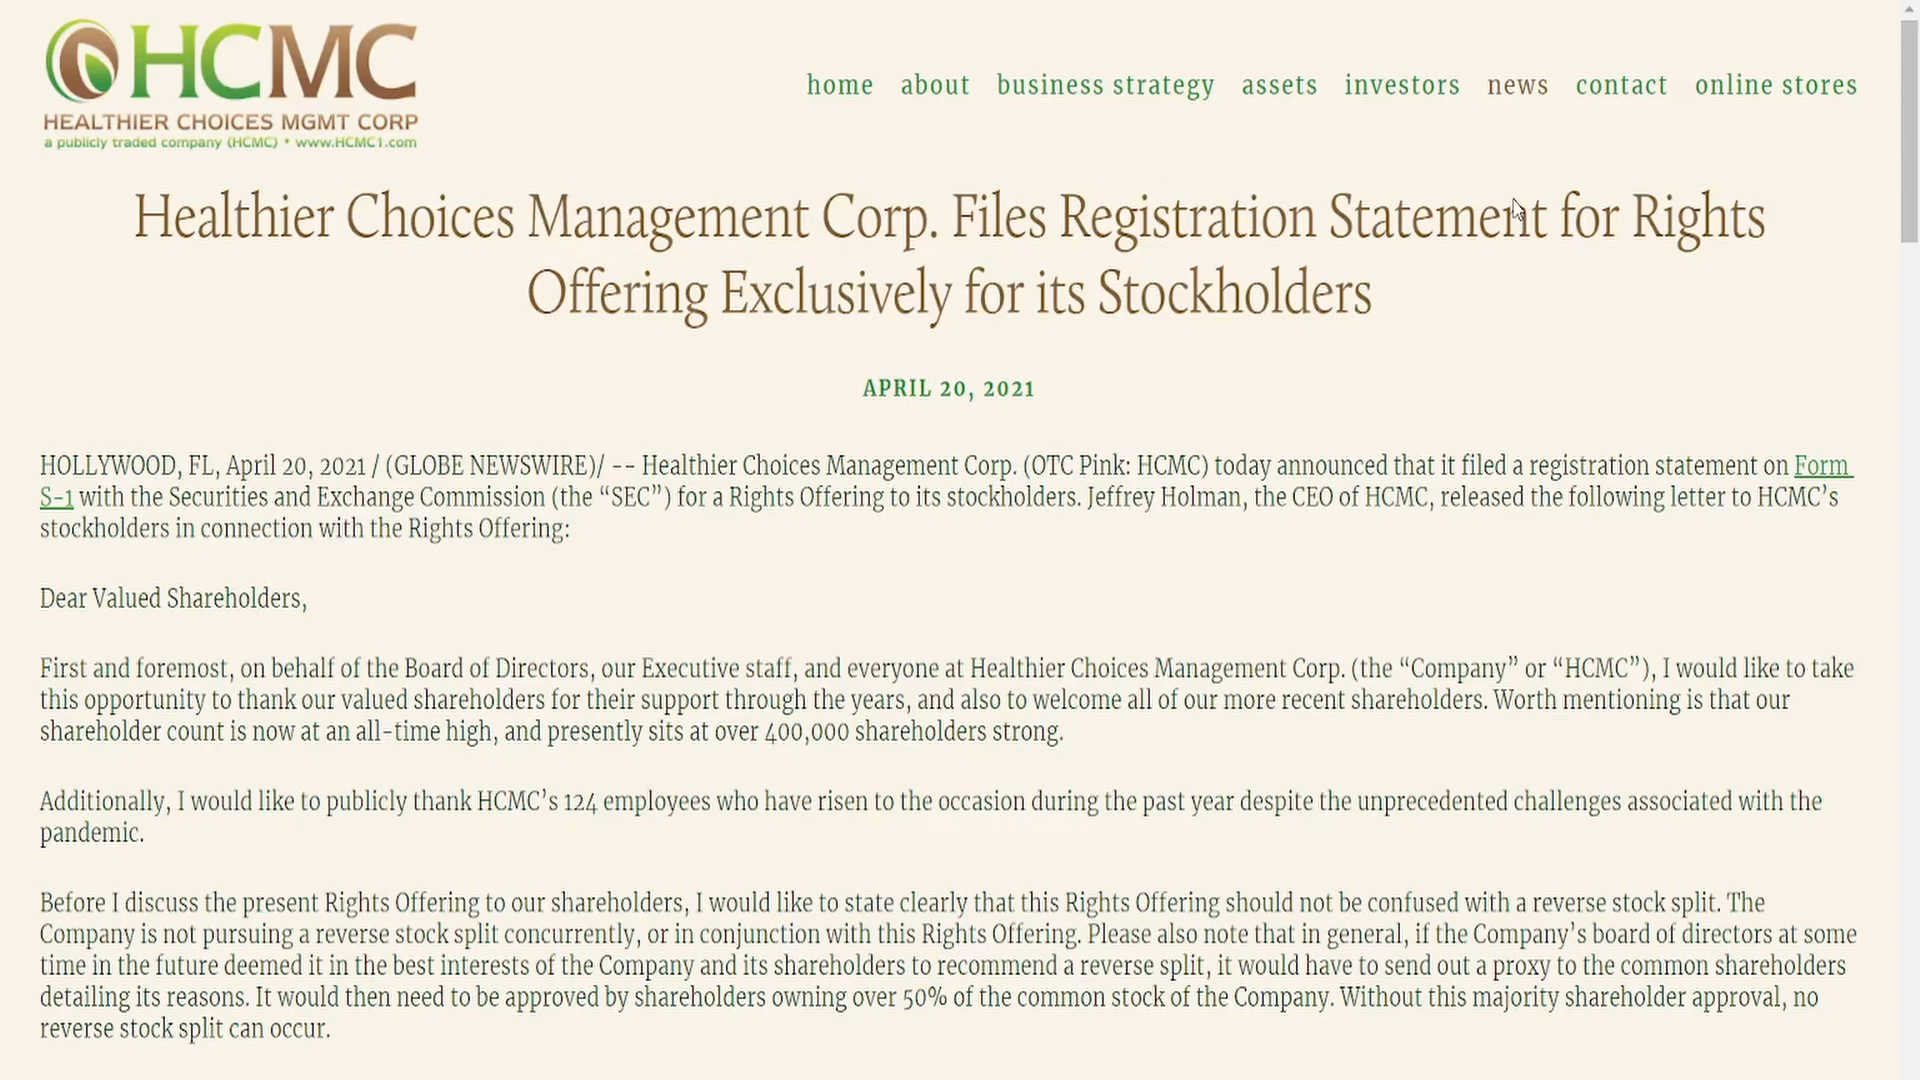 HCMC
HEALTHIER CHOICES MGMT CORP
a publicly traded company (HCMC) * www.HCMC1.com
home about business strategy assets investors news contact online stores
Healthier Choices Management Corp. Files Registration Statement for Rights
Offering Exclusively for its Stockholders
APRIL 20, 2021
HOLLYWOOD, FL, April 20, 2021 / (GLOBE NEWSWIRE)/ -- Healthier Choices Management Corp. (OTC Pink: HCMC) today announced that it filed a registration statement on Form
S-1 with the Securities and Exchange Commission (the “SEC”) for a Rights Offering to its stockholders. Jeffrey Holman, the CEO of HCMC, released the following letter to HCMC’s
stockholders in connection with the Rights Offering:
Dear Valued Shareholders,
First and foremost, on behalf of the Board of Directors, our Executive staff, and everyone at Healthier Choices Management Corp. (the “Company” or “HCMC”), I would like to take
this opportunity to thank our valued shareholders for their support through the years, and also to welcome all of our more recent shareholders. Worth mentioning is that our
shareholder count is now at an all-time high, and presently sits at over 400,000 shareholders strong.
Additionally, I would like to publicly thank HCMC’s 124 employees who have risen to the occasion during the past year despite the unprecedented challenges associated with the
pandemic.
Before I discuss the present Rights Offering to our shareholders, I would like to state clearly that this Rights Offering should not be confused with a reverse stock split. The
Company is not pursuing a reverse stock split concurrently, or in conjunction with this Rights Offering. Please also note that in general, if the Company’s board of directors at some
time in the future deemed it in the best interests of the Company and its shareholders to recommend a reverse split, it would have to send out a proxy to the common shareholders
detailing its reasons. It would then need to be approved by shareholders owning over 50% of the common stock of the Company. Without this majority shareholder approval, no
reverse stock split can occur.